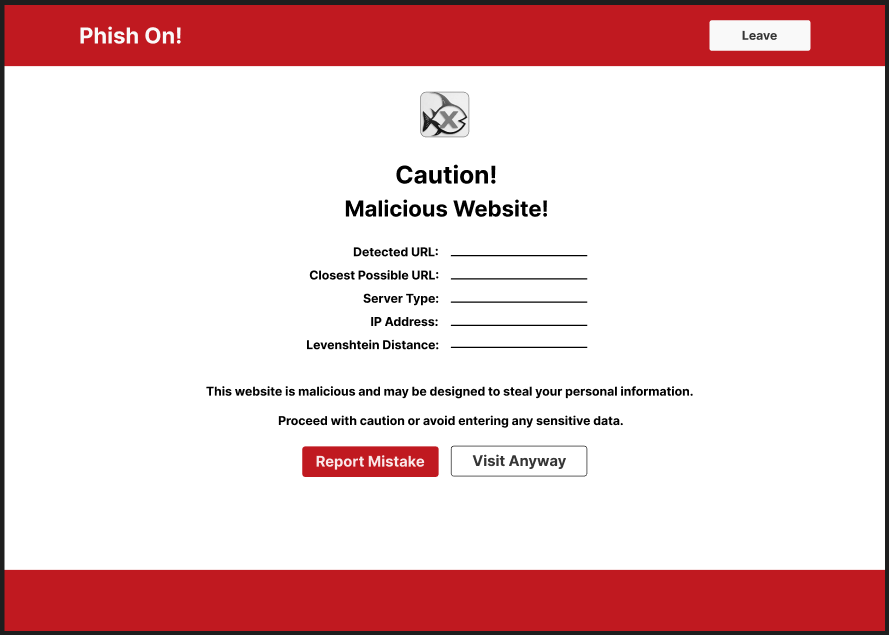 Phish On!
Leave
X
Caution!
Malicious Website!
Detected URL:
Closest Possible URL:
Server Type:
IP Address:
Levenshtein Distance:
This website is malicious and may be designed to steal your personal information.
Proceed with caution or avoid entering any sensitive data.
Report Mistake
Visit Anyway